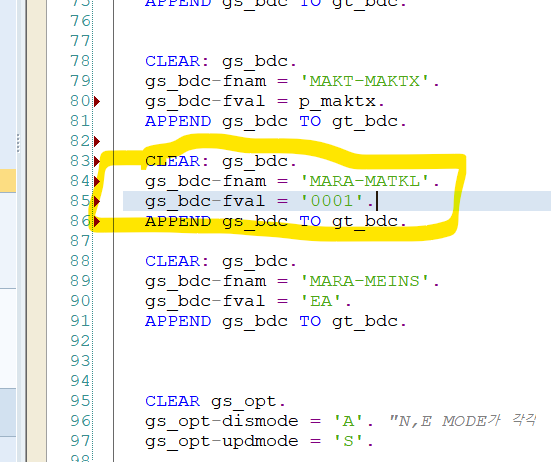 75 APPEND gs_bdc TO gt_bdc.
76
77
78 CLEAR: gs_bdc.
79 gs_bdc-fnam = 'MAKT-MAKTX'.
80 gs_bdc-fval = p_maktx.
81 APPEND gs_bdc TO gt_bdc.
82
83 CLEAR: gs_bdc.
84 gs_bdc-fnam = 'MARA-MATKL'.
85 gs_bdc-fval = '0001'.
86 APPEND gs_bdc TO gt_bdc.
87
88 CLEAR: gs_bdc.
89 gs_bdc-fnam = 'MARA-MEINS'.
90 gs_bdc-fval = 'EA'.
91 APPEND gs_bdc TO gt_bdc.
92
93
94
95 CLEAR gs_opt.
96 gs_opt-dismode = 'A'. "N,E MODE가 각각
97 gs_opt-updmode = 'S'.
98